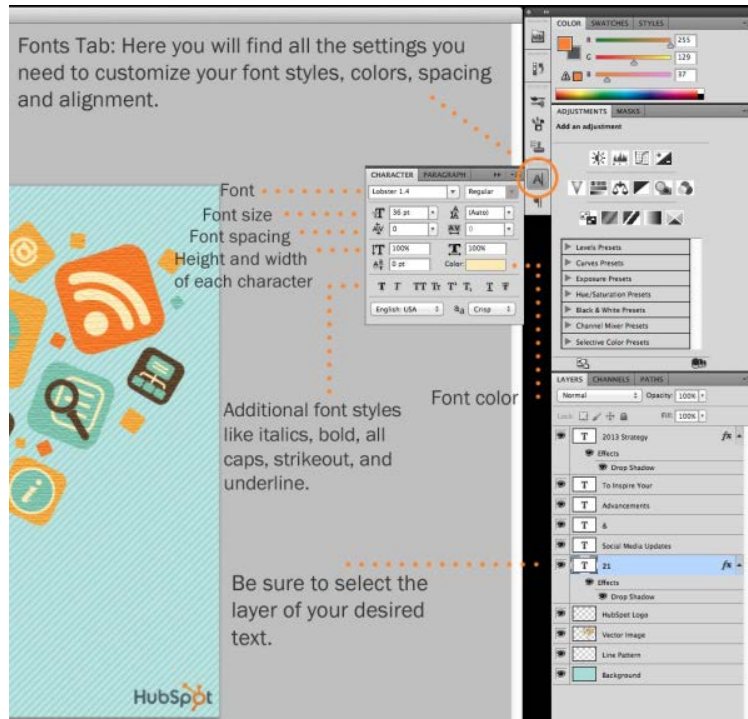 Fonts Tab: Here you will find all the settings you
need to customize your font styles, colors, spacing
and alignment.
COLOR SWATCHES STYLES
R 255
G 129
B 37
ADJUSTMENTS MASKS
Add an adjustment
Levels Presets
Curves Presets
Exposure Presets
Hue/Saturation Presets
Black & White Presets
Channel Mixer Presets
Selective Color Presets
CHARACTER PARAGRAPH
Lobster 1.4 Regular
36 pt (Auto)
0 0
100% 100%
0 pt Color:
T T TT Tr T' T, T T
English: USA aa Crisp
Font
Font size
Font spacing
Height and width
of each character
Additional font styles
like italics, bold, all
caps, strikeout, and
underline.
Font color
Be sure to select the
layer of your desired
text.
LAYERS CHANNELS PATHS
Normal Opacity: 100%
Lock: Fill: 100%
T 2013 Strategy fx
Effects
Drop Shadow
T To Inspire Your
T Advancements
T &
T Social Media Updates
T 21 fx
Effects
Drop Shadow
HubSpot Logo
Vector Image
Line Pattern
Background
HubSpot